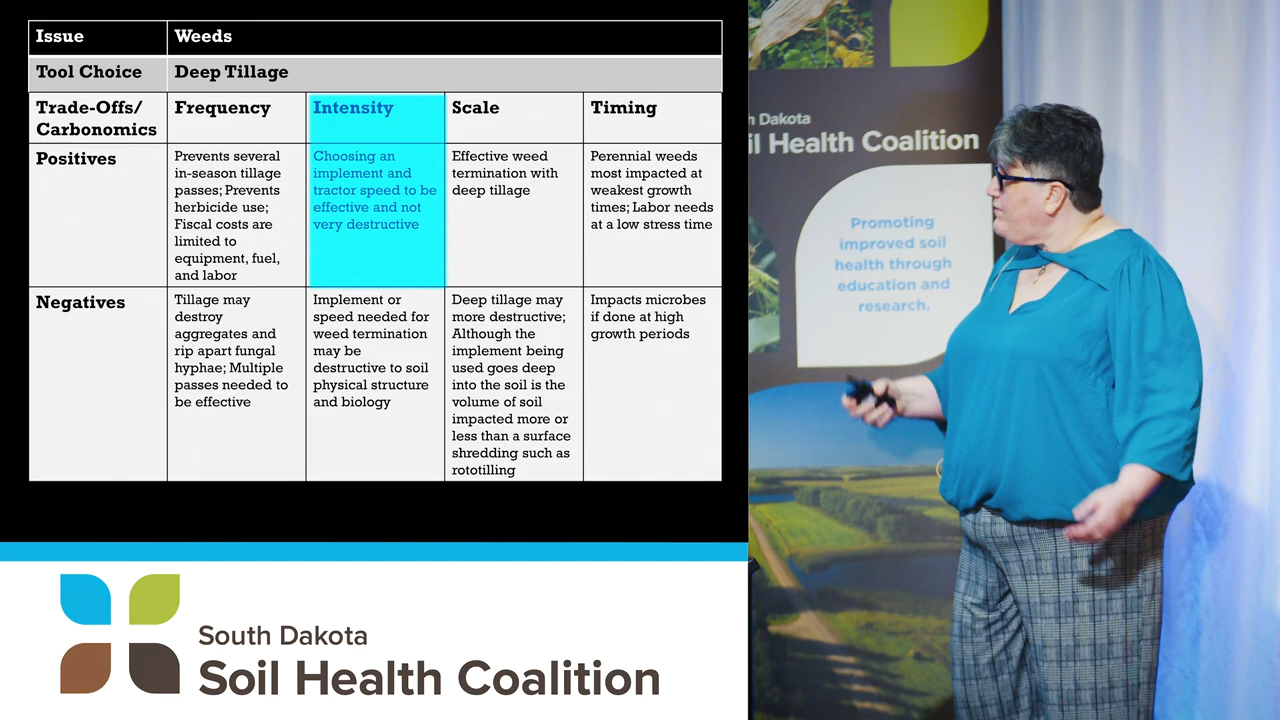 Issue
Weeds
Tool Choice
Deep Tillage
Trade-Offs/
Carbonomics
Frequency
Intensity
Scale
Timing
Positives
Prevents several
in-season tillage
passes; Prevents
herbicide use;
Fiscal costs are
limited to
equipment, fuel,
and labor
Choosing an
implement and
tractor speed to be
effective and not
very destructive
Effective weed
termination with
deep tillage
Perennial weeds
most impacted at
weakest growth
times; Labor needs
at a low stress time
Negatives
Tillage may
destroy
aggregates and
rip apart fungal
hyphae; Multiple
passes needed to
be effective
Implement or
speed needed for
weed termination
may be
destructive to soil
physical structure
and biology
Deep tillage may
more destructive;
Although the
implement being
used goes deep
into the soil is the
volume of soil
impacted more or
less than a surface
shredding such as
rototilling
Impacts microbes
if done at high
growth periods
South Dakota
Soil Health Coalition
h Dakota
il Health Coalition
Promoting
improved soil
health through
education and
research.